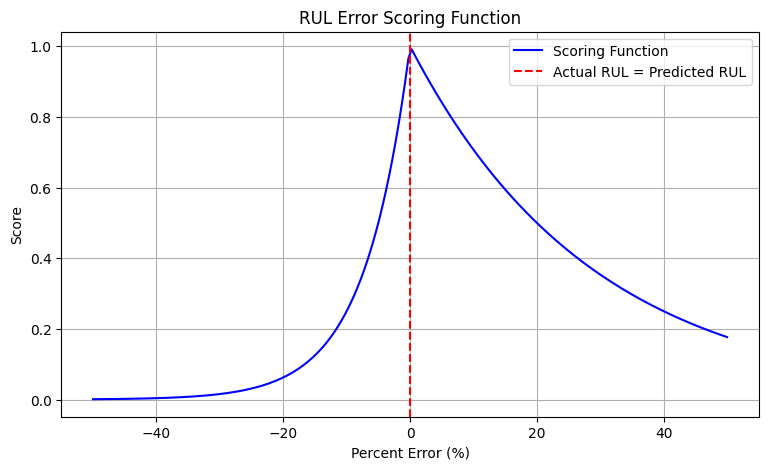 RUL Error Scoring Function
Scoring Function
Actual RUL = Predicted RUL
Score
1.0
0.8
0.6
0.4
0.2
0.0
−40
−20
0
20
40
Percent Error (%)